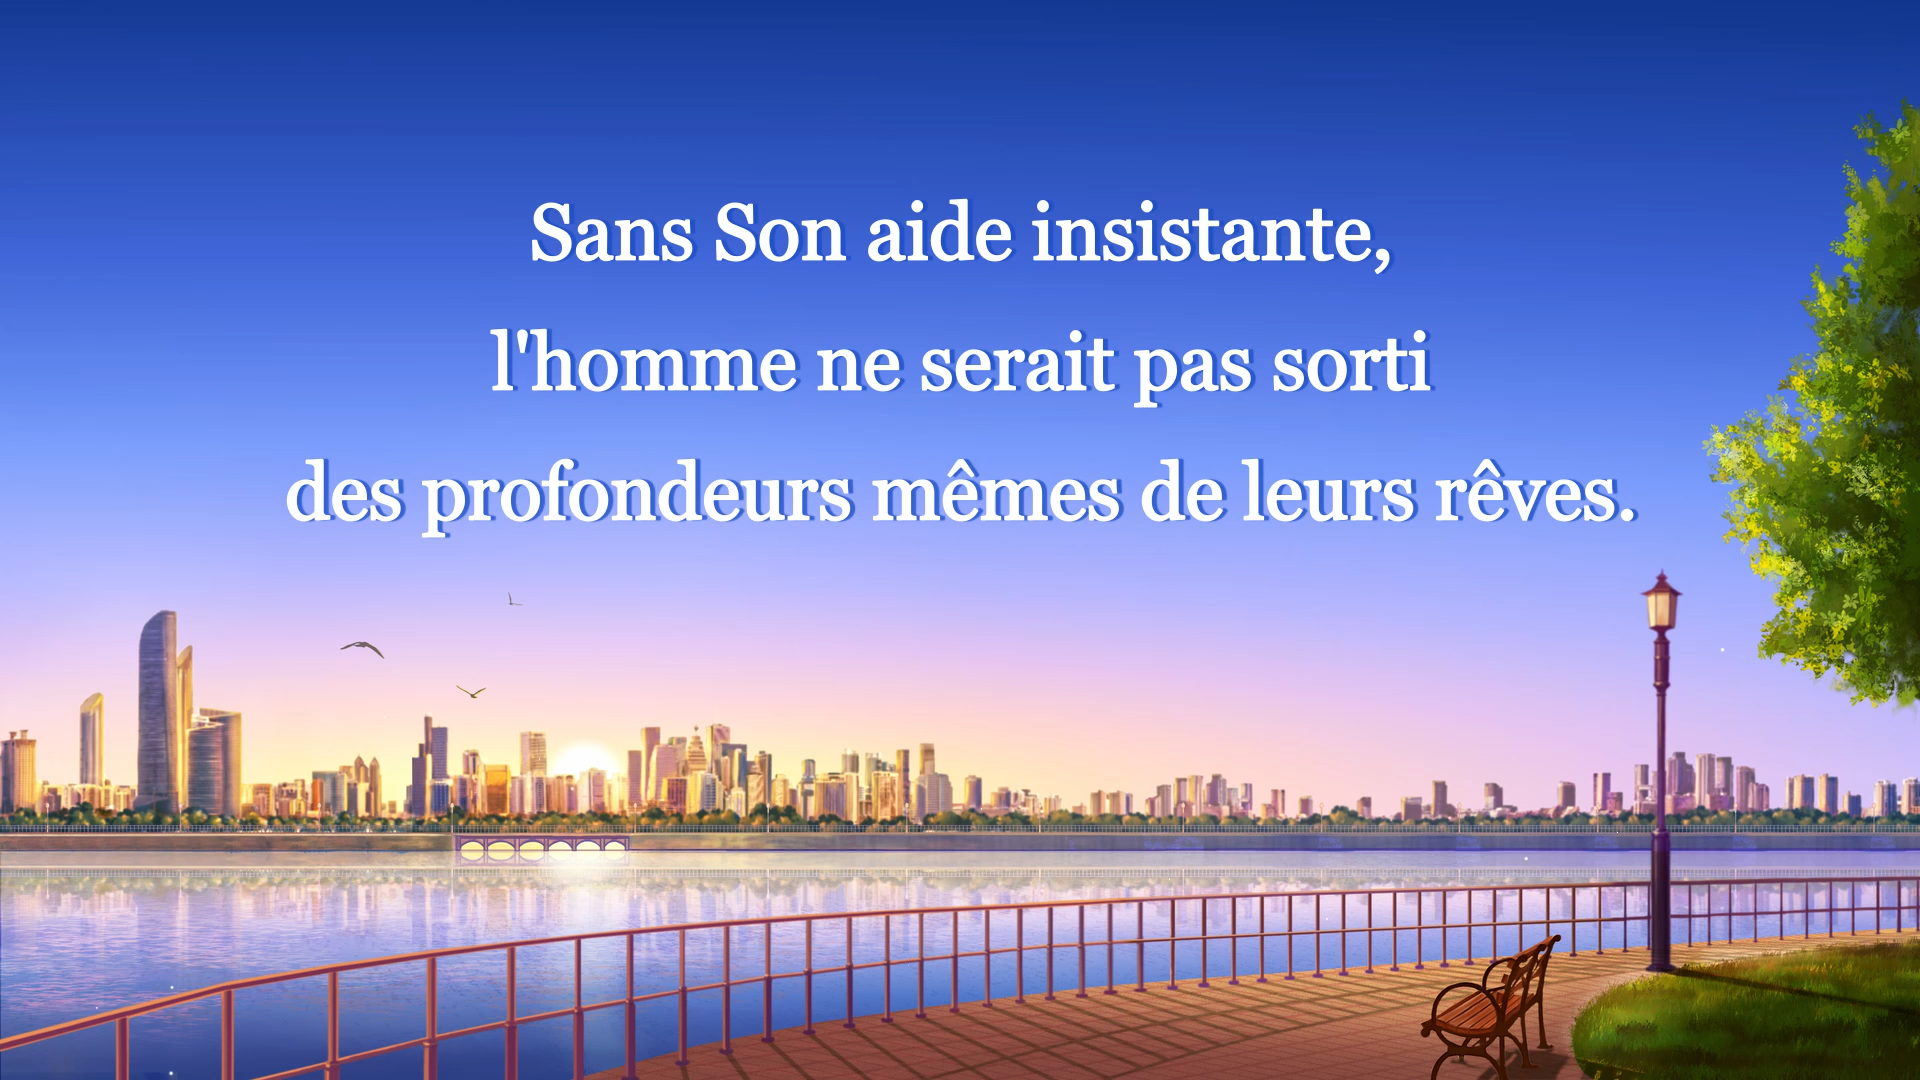 Sans Son aide insistante,
l'homme ne serait pas sorti
des profondeurs mêmes de leurs rêves.